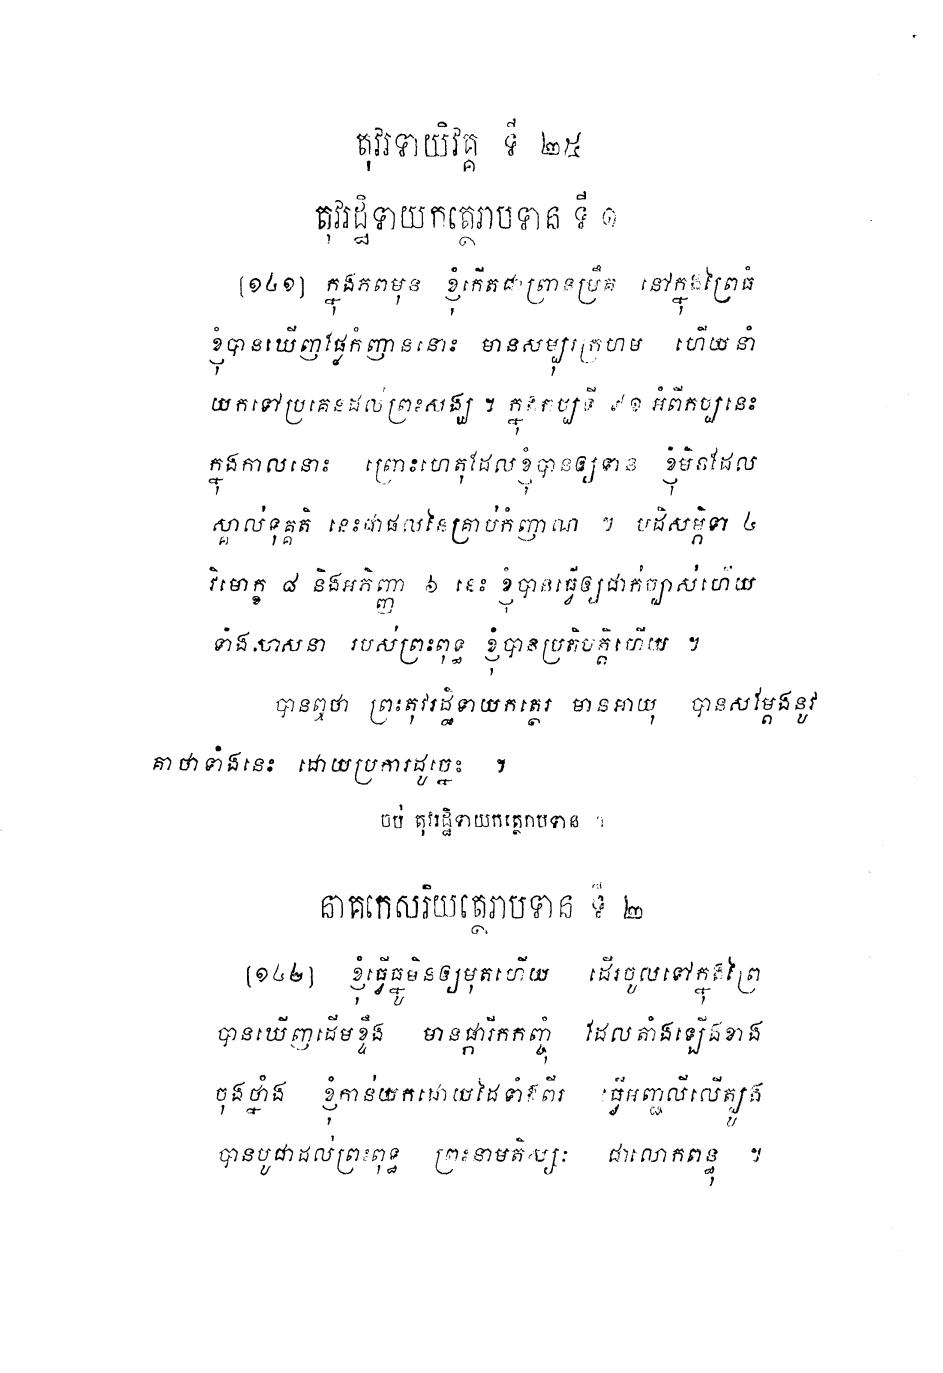 តុវរទាយិវគ្គ ទី ២៥
តុវរដ្ឋិទាយកត្ថេរាបទាន ទី ១
(១៤១) ក្នុងភពមុន ខ្ញុំកើតជាព្រានម្រឹគ នៅក្នុងព្រៃធំ
ខ្ញុំបានឃើញផ្លែកំញាននោះ មានសម្បុរក្រហម ហើយនាំ
យកទៅប្រគេនដល់ព្រះសង្ឃ ។ ក្នុងកប្បទី ៩១ អំពីកប្បនេះ
ក្នុងកាលនោះ ព្រោះហេតុដែលខ្ញុំបានឲ្យទាន ខ្ញុំមិនដែល
ស្គាល់ទុគ្គតិ នេះជាផលនៃគ្រាប់កំញាណ ។ បដិសម្ភិទា ៤
វិមោក្ខ ៨ និងអភិញ្ញា ៦ នេះ ខ្ញុំបានធ្វើឲ្យជាក់ច្បាស់ហើយ
ទាំងសាសនា របស់ព្រះពុទ្ធ ខ្ញុំបានប្រតិបត្តិហើយ ។
បានឮថា ព្រះតុវរដ្ឋិទាយកត្ថេរ មានអាយុ បានសម្តែងនូវ
គាថាទាំងនេះ ដោយប្រការដូច្នេះ ។
ចប់ តុវរដ្ឋិទាយកត្ថេរាបទាន ។
នាគកេសរិយត្ថេរាបទាន ទី ២
(១៤២) ខ្ញុំធ្វើធ្នូមិនឲ្យមុតហើយ ដើរចូលទៅក្នុងព្រៃ
បានឃើញដើមខ្ទឹង មានផ្ការីកកញ្ចុំ ដែលតាំងឡើងខាង
ចុងថ្នាំង ខ្ញុំកាន់យកដោយដៃទាំងពីរ ធ្វើអញ្ជលីលើត្បូង
បានបូជាដល់ព្រះពុទ្ធ ព្រះនាមតិស្សៈ ជាលោកពន្ធុ ។